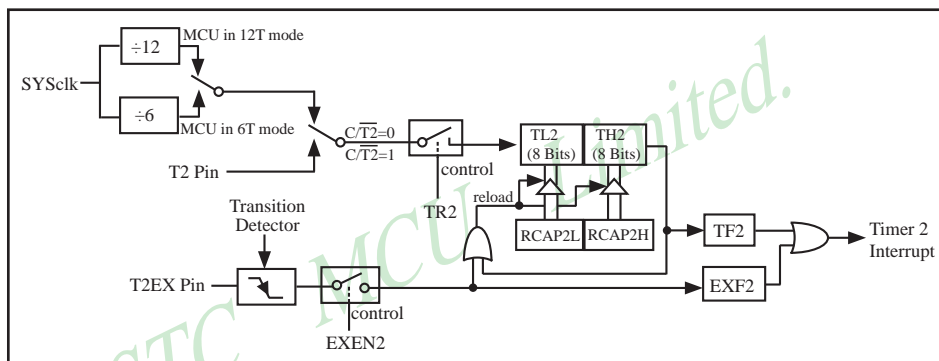 ÷12
MCU in 12T mode
SYSclk
÷6
MCU in 6T mode
C/T2=0
C/T2=1
T2 Pin
control
TR2
TL2
(8 Bits)
TH2
(8 Bits)
reload
RCAP2L
RCAP2H
Transition
Detector
T2EX Pin
control
EXEN2
TF2
EXF2
Timer 2
Interrupt
STC MCU Limited.